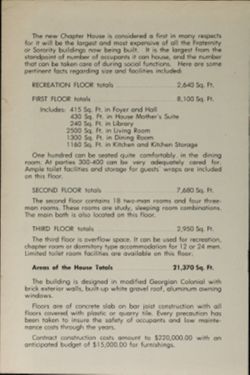 The new Chapter House is considered a first in many respects
for it will be the largest and most expensive of all the Fraternity
or Sorority buildings now being built. It is the largest from the
standpoint of number of occupants it can house, and the number
that can be taken care of during social functions. Here are some
pertinent facts regarding size and facilities included:
RECREATION FLOOR totals 2,640 Sq. Ft.
FIRST FLOOR totals 8,100 Sq. Ft.
Includes: 415 Sq. Ft. in Foyer and Hall
430 Sq. Ft. in House Mother's Suite
240 Sq. Ft. in Library
2500 Sq. Ft. in Living Room
1300 Sq. Ft. in Dining Room
1160 Sq. Ft. in Kitchen and Kitchen Storage
One hundred can be seated quite comfortably in the dining
room. At parties 300-400 can be very adequately cared for.
Ample toilet facilities and storage for guests' wraps are included
on this floor.
SECOND FLOOR totals 7,680 Sq. Ft.
The second floor contains 18 two-man rooms and four three-
man rooms. These rooms are study, sleeping room combinations.
The main bath is also located on this floor.
THIRD FLOOR totals 2,950 Sq. Ft.
The third floor is overflow space. It can be used for recreation,
chapter room or dormitory type accommodation for 12 or 24 men.
Limited toilet room facilities are available on this floor.
Areas of the House Totals 21,370 Sq. Ft.
The building is designed in modified Georgian Colonial with
brick exterior walls, built-up white gravel roof, aluminum owning
windows.
Floors are of concrete slab on bar joist construction with all
floors covered with plastic or quarry tile. Every precaution has
been taken to insure the safety of occupants and low mainte-
nance costs through the years.
Contract construction costs amount to $220,000.00 with an
anticipated budget of $15,000.00 for furnishings.